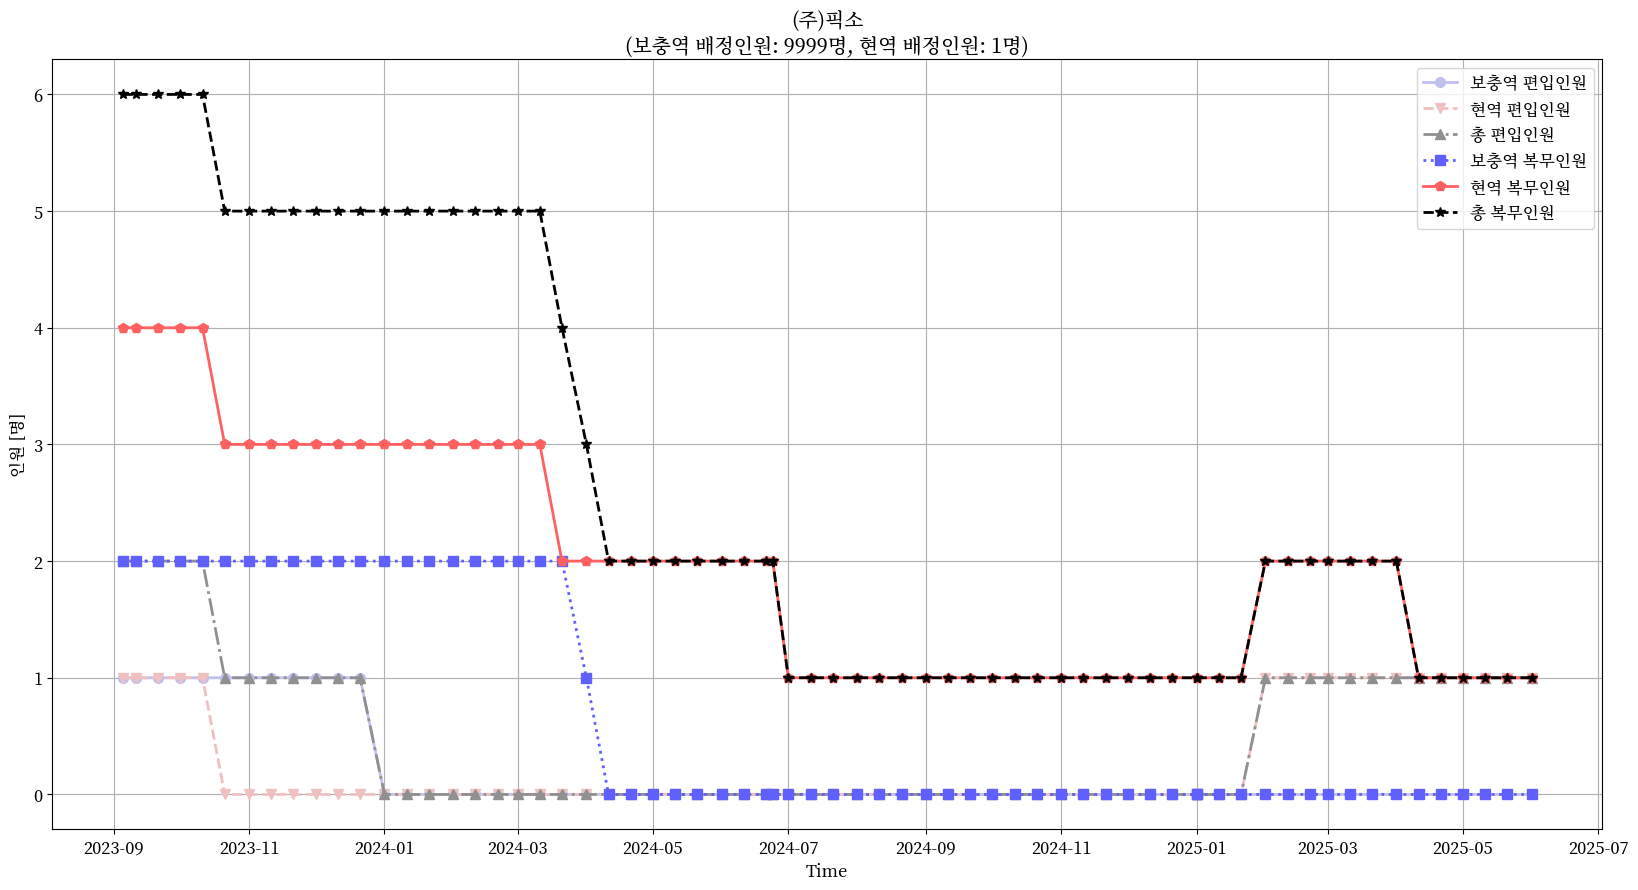 (주)픽소
(보충역 배정인원: 9999명, 현역 배정인원: 1명)
보충역 편입인원
현역 편입인원
총 편입인원
보충역 복무인원
현역 복무인원
총 복무인원
인원 [명]
6
5
4
3
2
1
0
2023-09 2023-11 2024-01 2024-03 2024-05 2024-07 2024-09 2024-11 2025-01 2025-03 2025-05 2025-07
Time